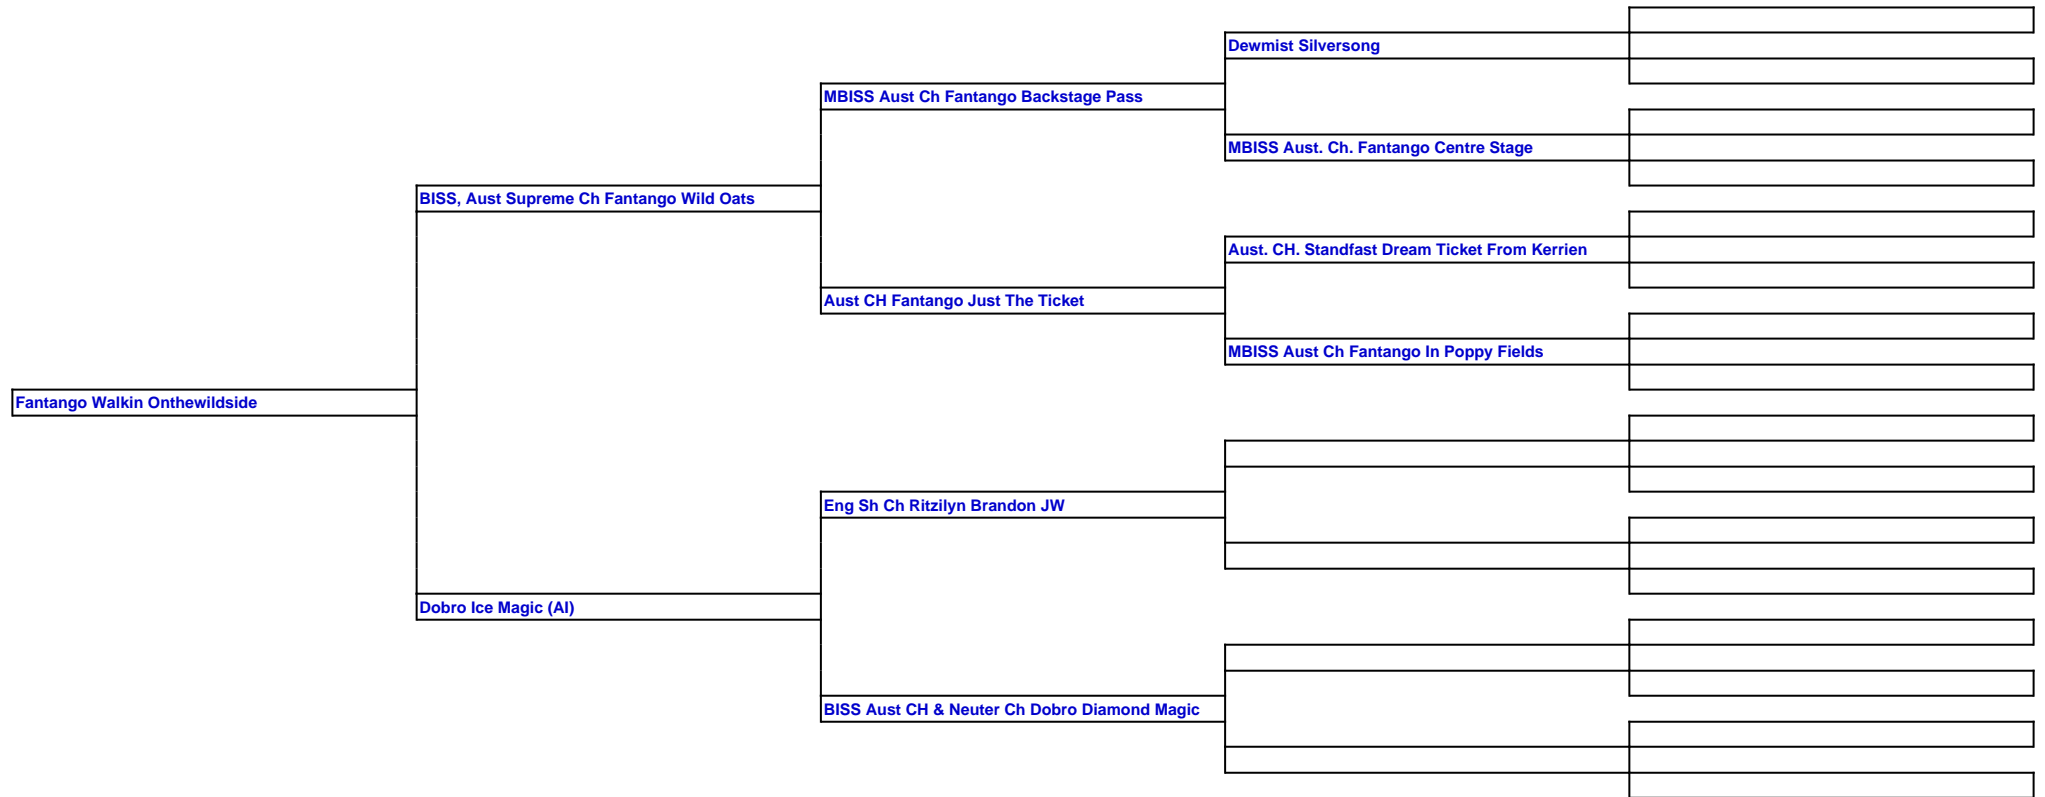 Dewmist Silversong
MBISS Aust Ch Fantango Backstage Pass
MBISS Aust. Ch. Fantango Centre Stage
BISS, Aust Supreme Ch Fantango Wild Oats
Aust. CH. Standfast Dream Ticket From Kerrien
Aust CH Fantango Just The Ticket
MBISS Aust Ch Fantango In Poppy Fields
Fantango Walkin Onthewildside
Eng Sh Ch Ritzilyn Brandon JW
Dobro Ice Magic (AI)
BISS Aust CH & Neuter Ch Dobro Diamond Magic